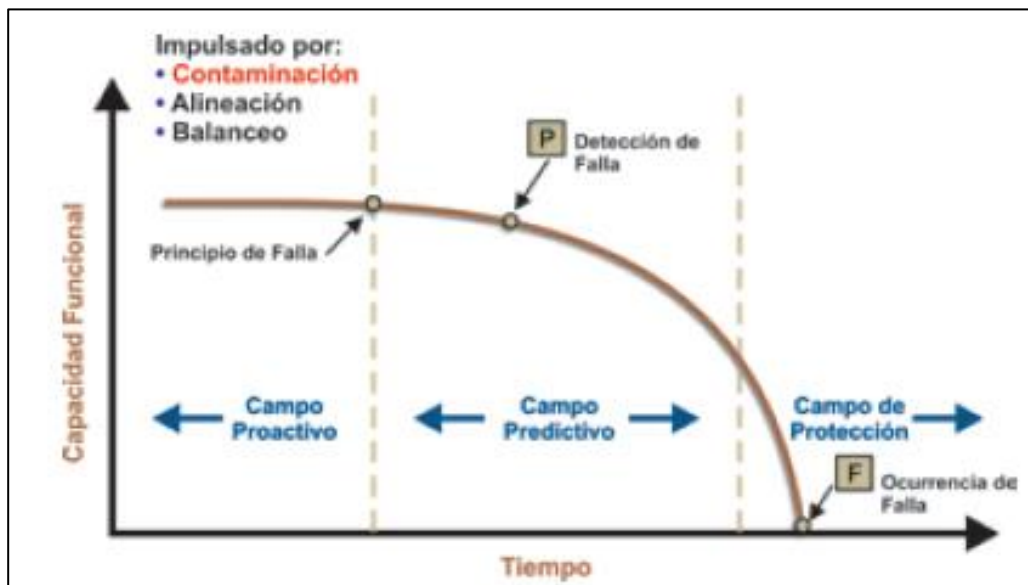 Impulsado por:
• Contaminación
• Alineación
• Balanceo
P
Detección de
Falla
Principio de Falla
Capacidad Funcional
Campo
Proactivo
Campo
Predictivo
Campo de
Protección
F
Ocurrencia de
Falla
Tiempo